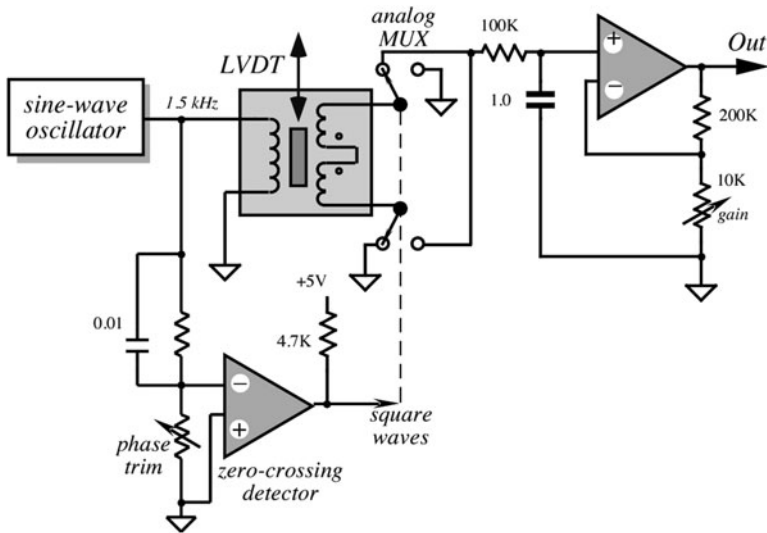 analog
MUX
100K
Out
LVDT
sine-wave
oscillator
1.5 kHz
1.0
+
−
200K
10K
gain
+5V
0.01
4.7K
−
+
phase
trim
square
waves
zero-crossing
detector